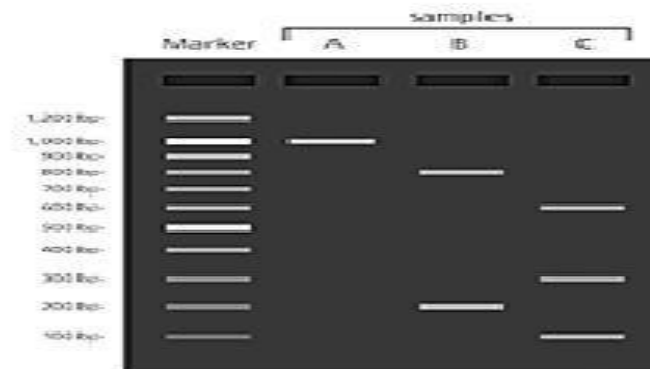 samples
Marker A B C
1,200 bp-
1,000 bp-
900 bp-
800 bp-
700 bp-
600 bp-
500 bp-
400 bp-
300 bp-
200 bp-
100 bp-